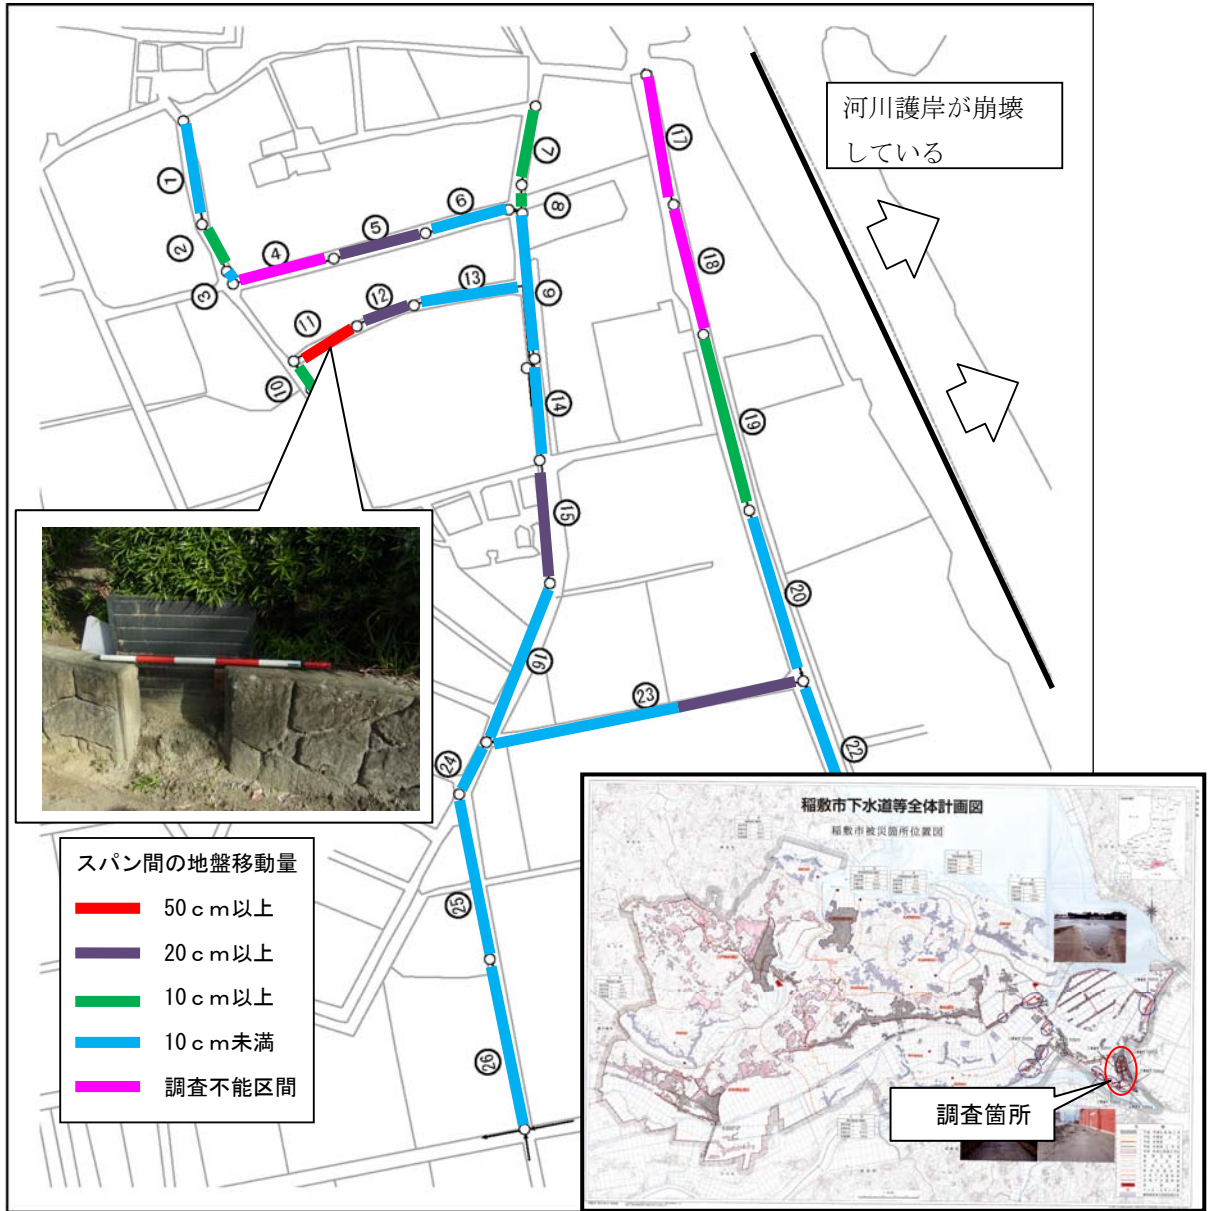 河川護岸が崩壊
している
①
②
③
④
⑤
⑥
⑦
⑧
⑨
⑩
⑪
⑫
⑬
⑭
⑮
⑯
⑰
⑱
⑲
⑳
㉒
㉓
㉔
㉕
㉖
スパン間の地盤移動量
50cm以上
20cm以上
10cm以上
10cm未満
調査不能区間
稲敷市下水道等全体計画図
稲敷市被災箇所位置図
調査箇所